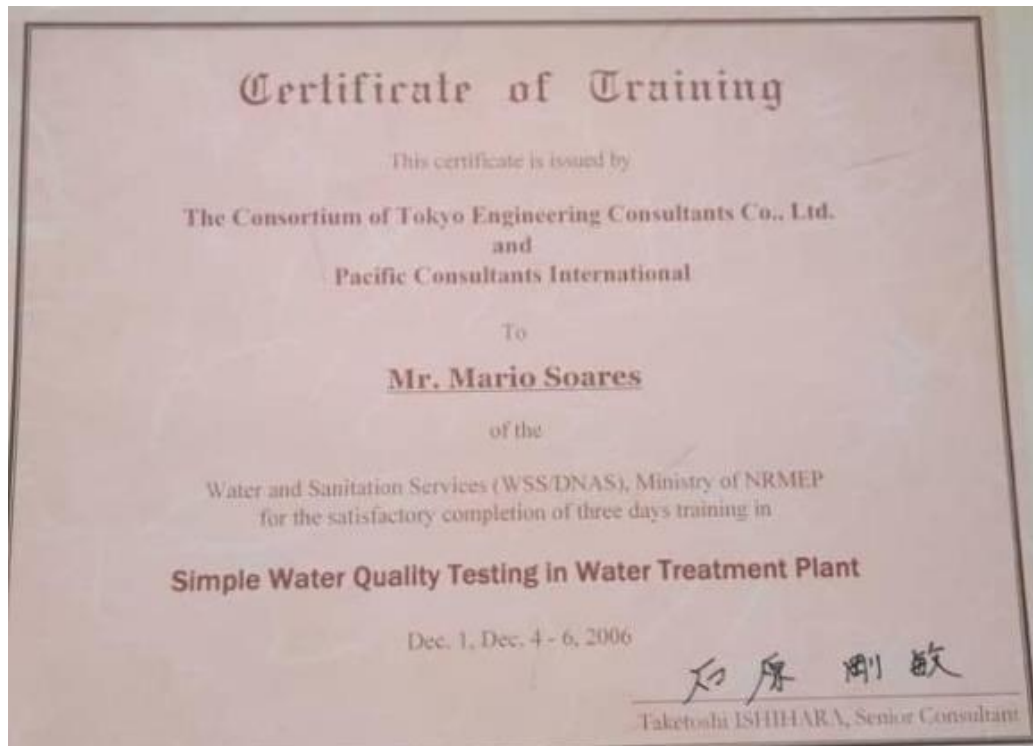 Certificate of Training
This certificate is issued by
The Consortium of Tokyo Engineering Consultants Co., Ltd.
and
Pacific Consultants International
To
Mr. Mario Soares
of the
Water and Sanitation Services (WSS/DNAS), Ministry of NRMEP
for the satisfactory completion of three days training in
Simple Water Quality Testing in Water Treatment Plant
Dec. 1, Dec. 4 - 6, 2006
石原 剛敏
Taketoshi ISHIHARA, Senior Consultant